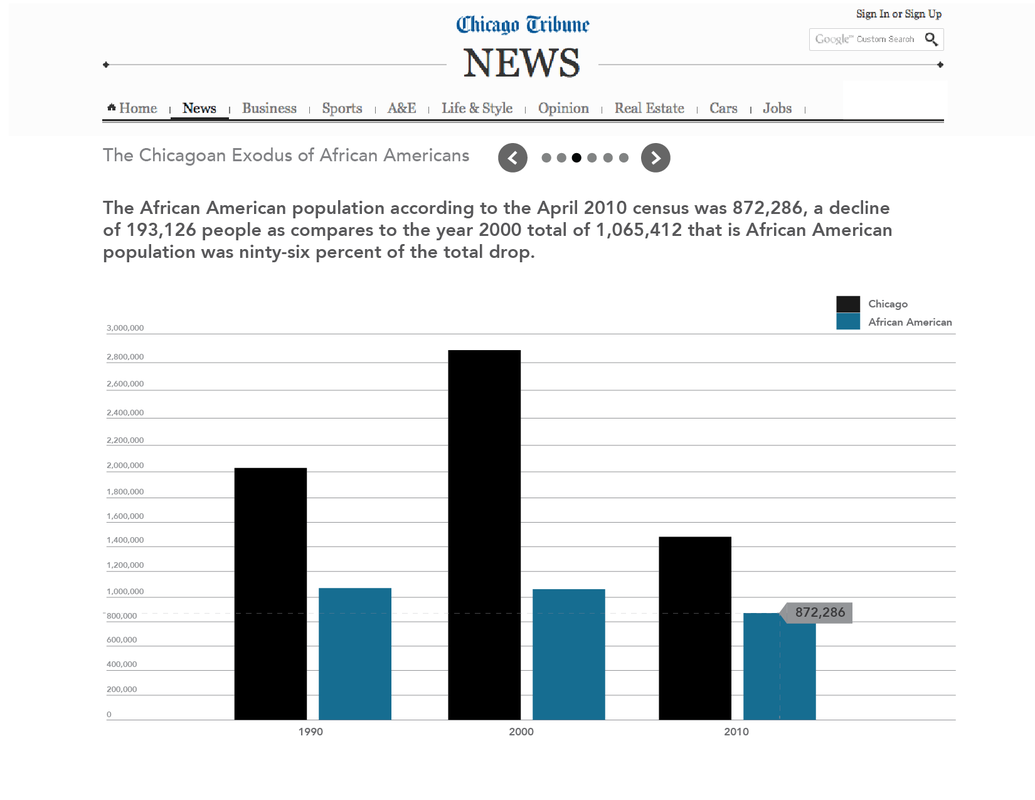 Sign In or Sign Up
Chicago Tribune
Google™ Custom Search
NEWS
Home News Business Sports A&E Life & Style Opinion Real Estate Cars Jobs
The Chicagoan Exodus of African Americans
The African American population according to the April 2010 census was 872,286, a decline
of 193,126 people as compares to the year 2000 total of 1,065,412 that is African American
population was ninty-six percent of the total drop.
Chicago
African American
3,000,000
2,800,000
2,600,000
2,400,000
2,200,000
2,000,000
1,800,000
1,600,000
1,400,000
1,200,000
1,000,000
872,286
800,000
600,000
400,000
200,000
0
1990 2000 2010